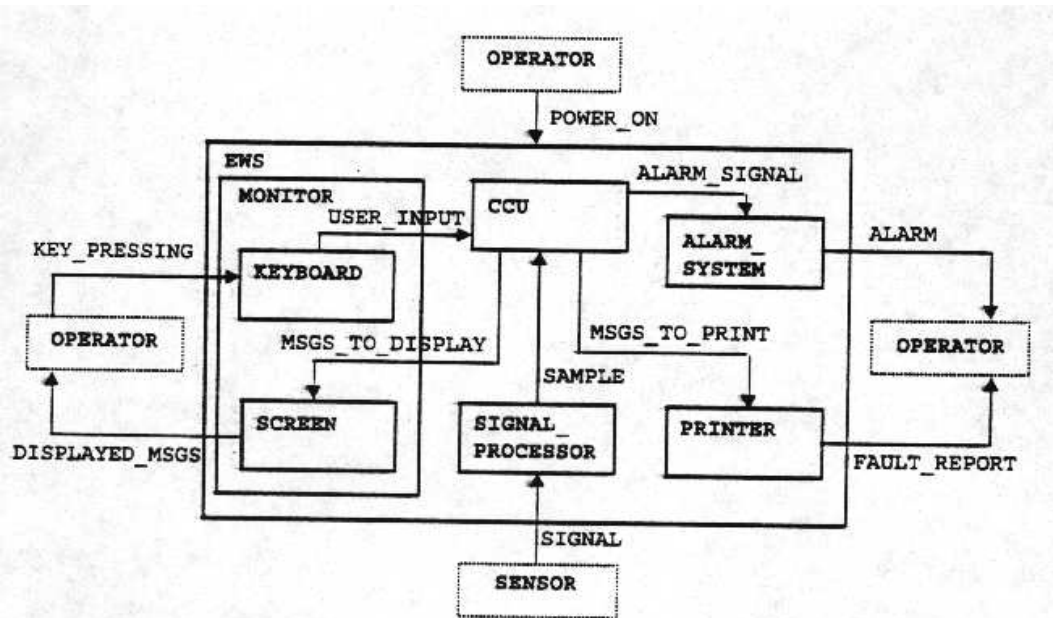 OPERATOR
POWER_ON
EWS
MONITOR
ALARM_SIGNAL
USER_INPUT
CCU
KEY_PRESSING
KEYBOARD
ALARM_
SYSTEM
ALARM
OPERATOR
MSGS_TO_DISPLAY
MSGS_TO_PRINT
OPERATOR
SAMPLE
SCREEN
SIGNAL_
PROCESSOR
PRINTER
DISPLAYED_MSGS
FAULT_REPORT
SIGNAL
SENSOR